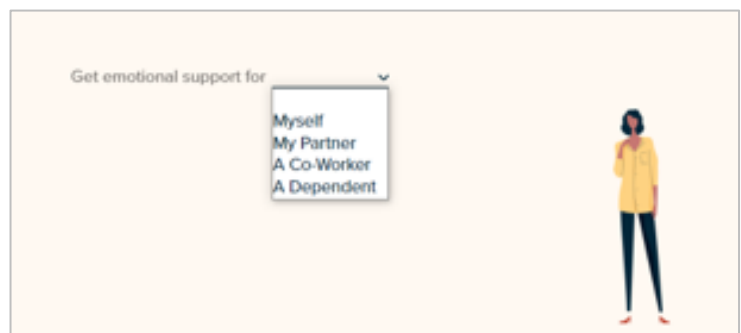 Get emotional support for
Myself
My Partner
A Co-Worker
A Dependent